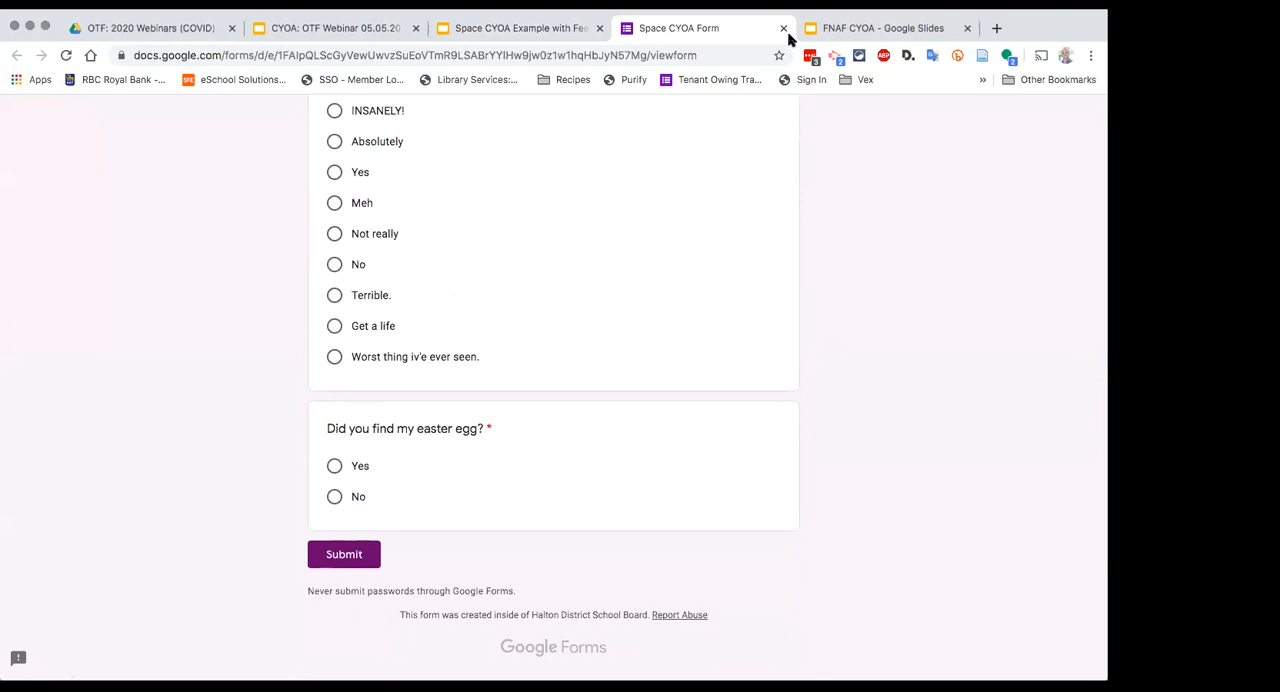 OTF: 2020 Webinars (COVID)
CYOA: OTF Webinar 05.05.20
Space CYOA Example with Fee
Space CYOA Form
FNAF CYOA - Google Slides
docs.google.com/forms/d/e/1FAIpQLScGyVewUwvzSuEoVTmR9LSABrYYlHw9jw0z1w1hqHbJyN57Mg/viewform
Apps
RBC Royal Bank -...
eSchool Solutions...
SSO - Member Lo...
Library Services:...
Recipes
Purify
Tenant Owing Tra...
Sign In
Vex
»
Other Bookmarks
!NSANELY!
Absolutely
Yes
Meh
Not really
No
Terrible.
Get a life
Worst thing iv'e ever seen.
Did you find my easter egg? *
Yes
No
Submit
Never submit passwords through Google Forms.
This form was created inside of Halton District School Board. Report Abuse
Google Forms